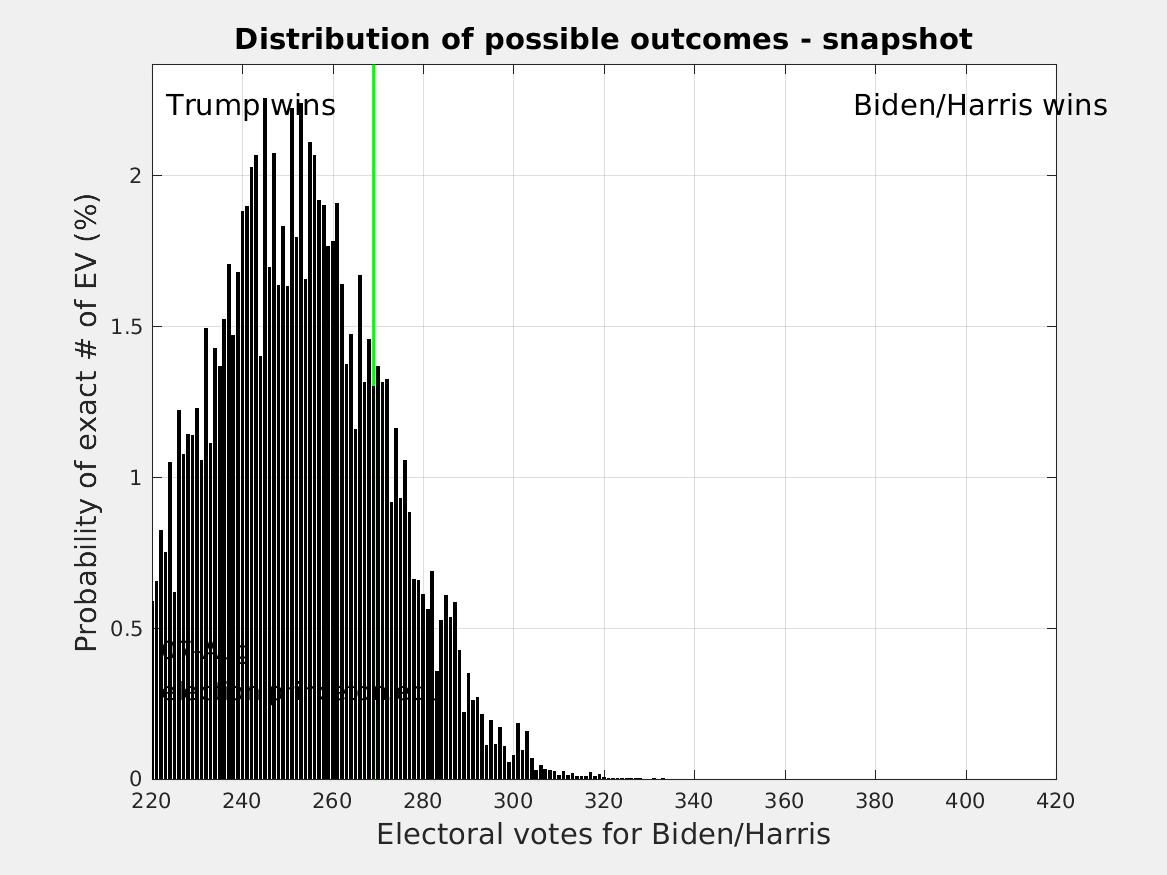 Distribution of possible outcomes - snapshot
Trump wins
Biden/Harris wins
Probability of exact # of EV (%)
2
1.5
1
0.5
0
220 240 260 280 300 320 340 360 380 400 420
Electoral votes for Biden/Harris